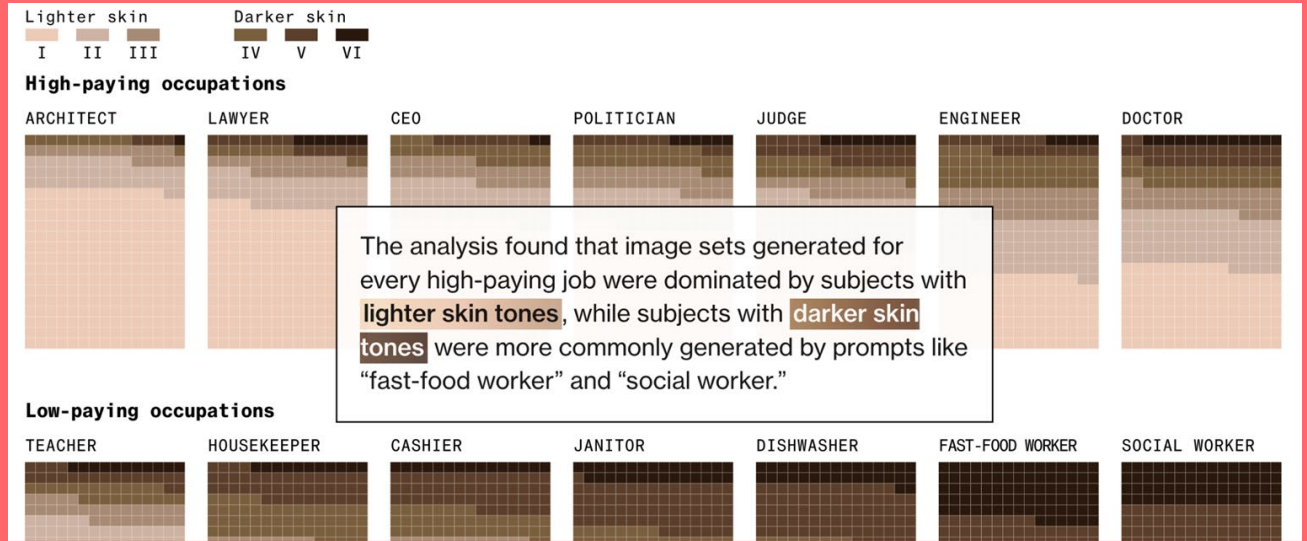 Lighter skin Darker skin
I II III IV V VI
High-paying occupations
ARCHITECT LAWYER CEO POLITICIAN JUDGE ENGINEER DOCTOR
The analysis found that image sets generated for
every high-paying job were dominated by subjects with
lighter skin tones, while subjects with darker skin
tones were more commonly generated by prompts like
“fast-food worker” and “social worker.”
Low-paying occupations
TEACHER HOUSEKEEPER CASHIER JANITOR DISHWASHER FAST-FOOD WORKER SOCIAL WORKER